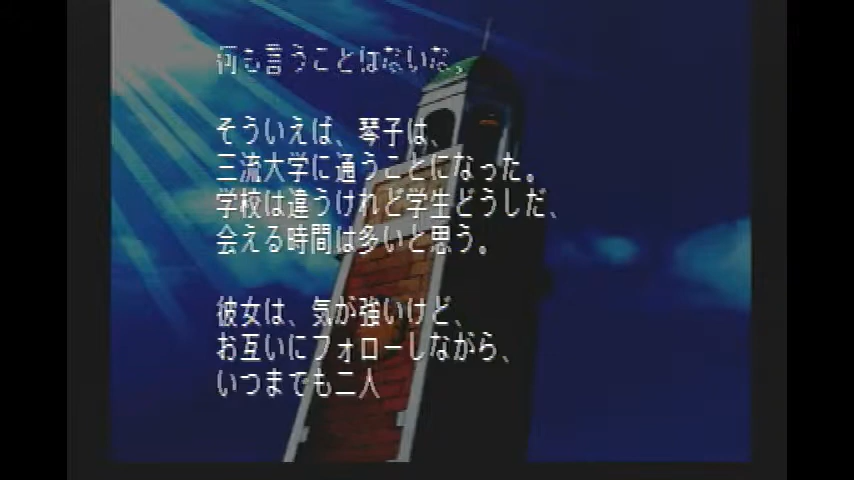 何も言うことはないな。
そういえば、琴子は、
三流大学に通うことになった。
学校は違うけれど学生どうしだ、
会える時間は多いと思う。
彼女は、気が強いけど、
お互いにフォローしながら、
いつまでも二人